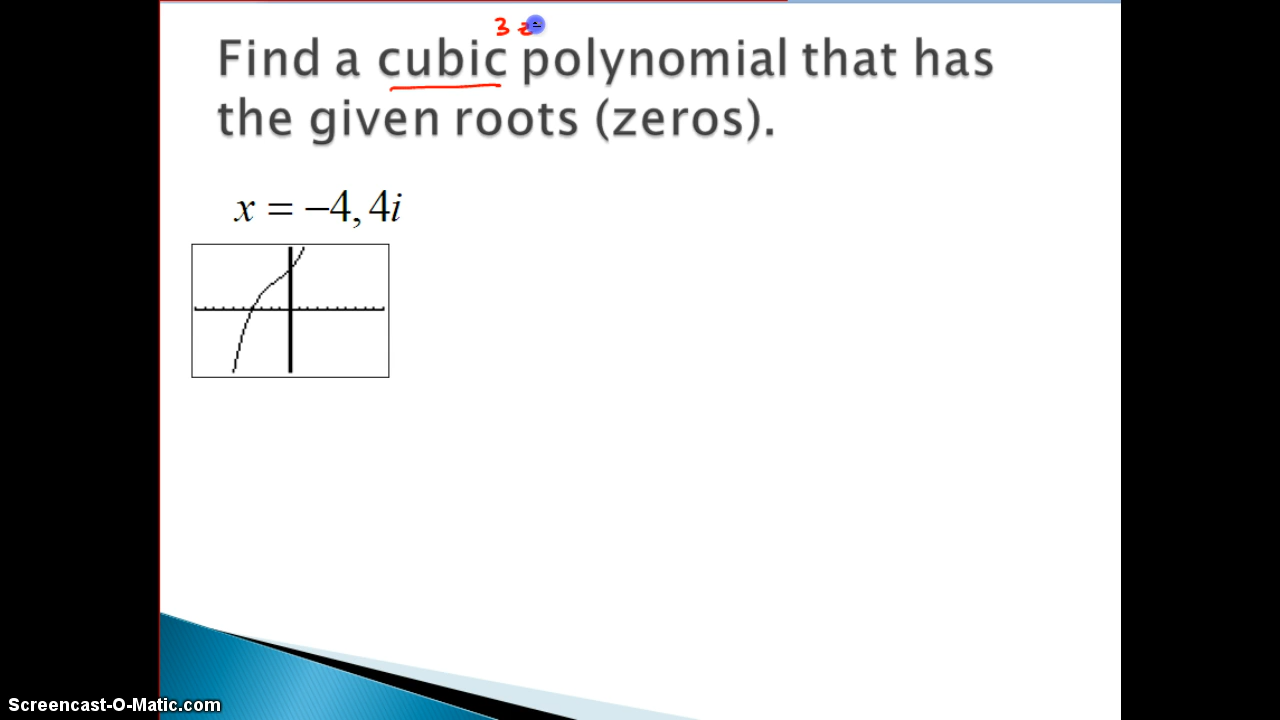 3 z
Find a cubic polynomial that has
the given roots (zeros).
x = −4, 4i
Screencast-O-Matic.com